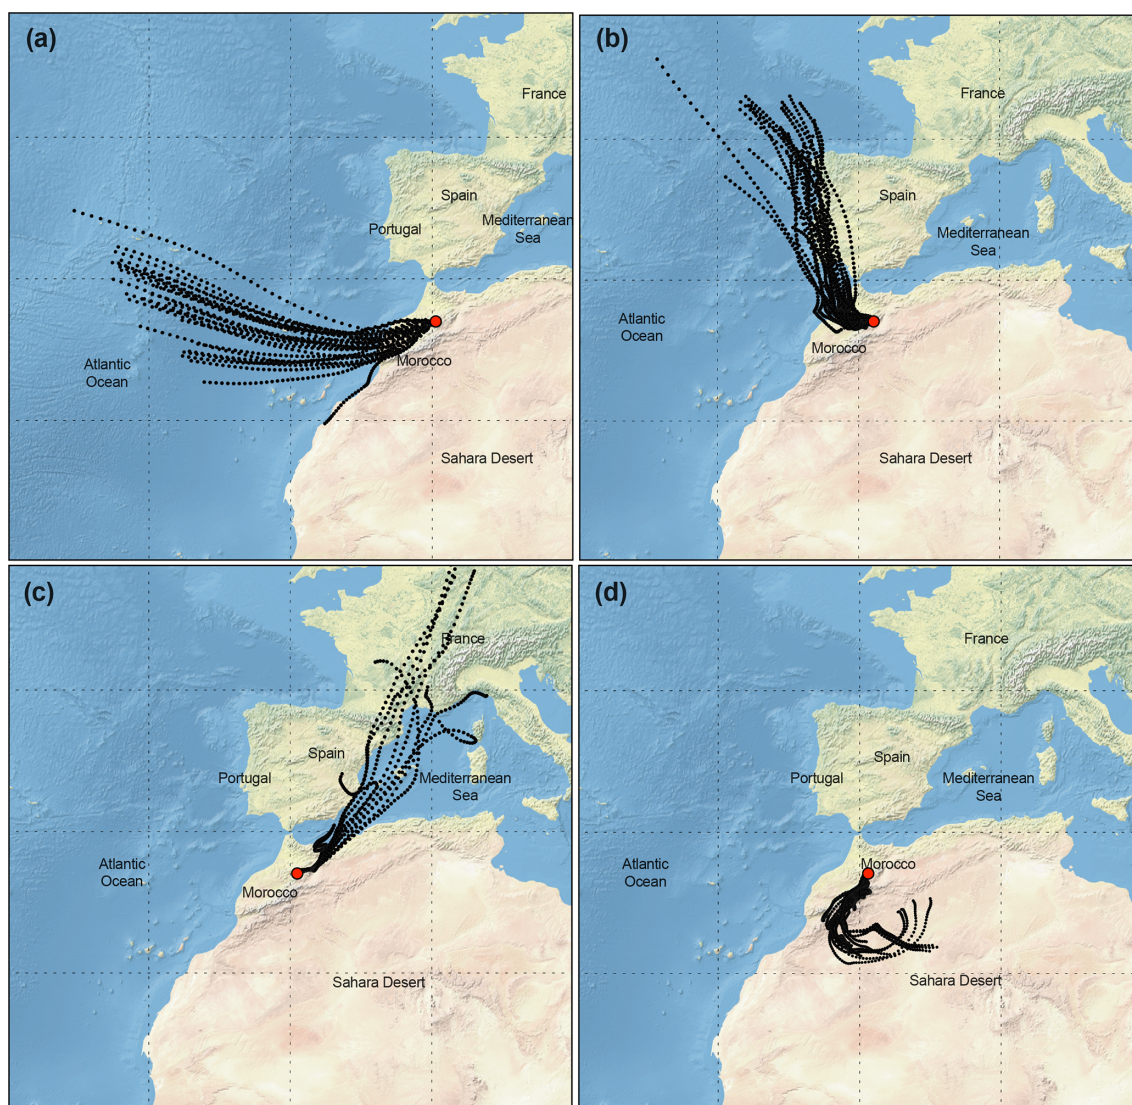 (a)
France
Spain
Portugal
Mediterranean
Sea
Atlantic
Ocean
Morocco
Sahara Desert
(b)
France
Spain
Mediterranean
Sea
Atlantic
Ocean
Morocco
Sahara Desert
(c)
France
Spain
Portugal
Mediterranean
Sea
Atlantic
Ocean
Morocco
Sahara Desert
(d)
France
Spain
Portugal
Mediterranean
Sea
Atlantic
Ocean
Morocco
Sahara Desert